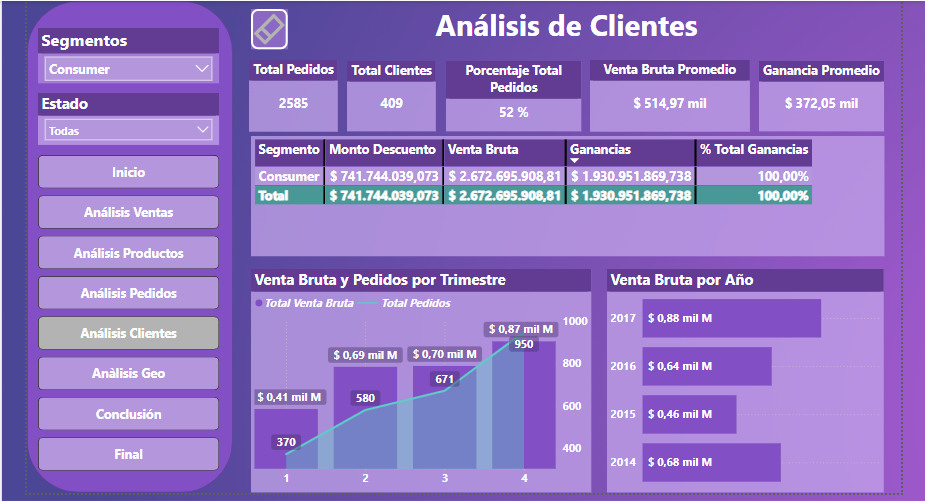 Análisis de Clientes
Segmentos
Consumer
Estado
Todas
Inicio
Análisis Ventas
Análisis Productos
Análisis Pedidos
Análisis Clientes
Anàlisis Geo
Conclusión
Final
Total Pedidos
2585
Total Clientes
409
Porcentaje Total
Pedidos
52 %
Venta Bruta Promedio
$ 514,97 mil
Ganancia Promedio
$ 372,05 mil
Segmento Monto Descuento Venta Bruta Ganancias % Total Ganancias
Consumer $ 741.744.039,073 $ 2.672.695.908,81 $ 1.930.951.869,738 100,00%
Total $ 741.744.039,073 $ 2.672.695.908,81 $ 1.930.951.869,738 100,00%
Venta Bruta y Pedidos por Trimestre
Total Venta Bruta Total Pedidos
1000
800
600
400
$ 0,41 mil M
$ 0,69 mil M
$ 0,70 mil M
$ 0,87 mil M
370
580
671
950
1 2 3 4
Venta Bruta por Año
2017 $ 0,88 mil M
2016 $ 0,64 mil M
2015 $ 0,46 mil M
2014 $ 0,68 mil M